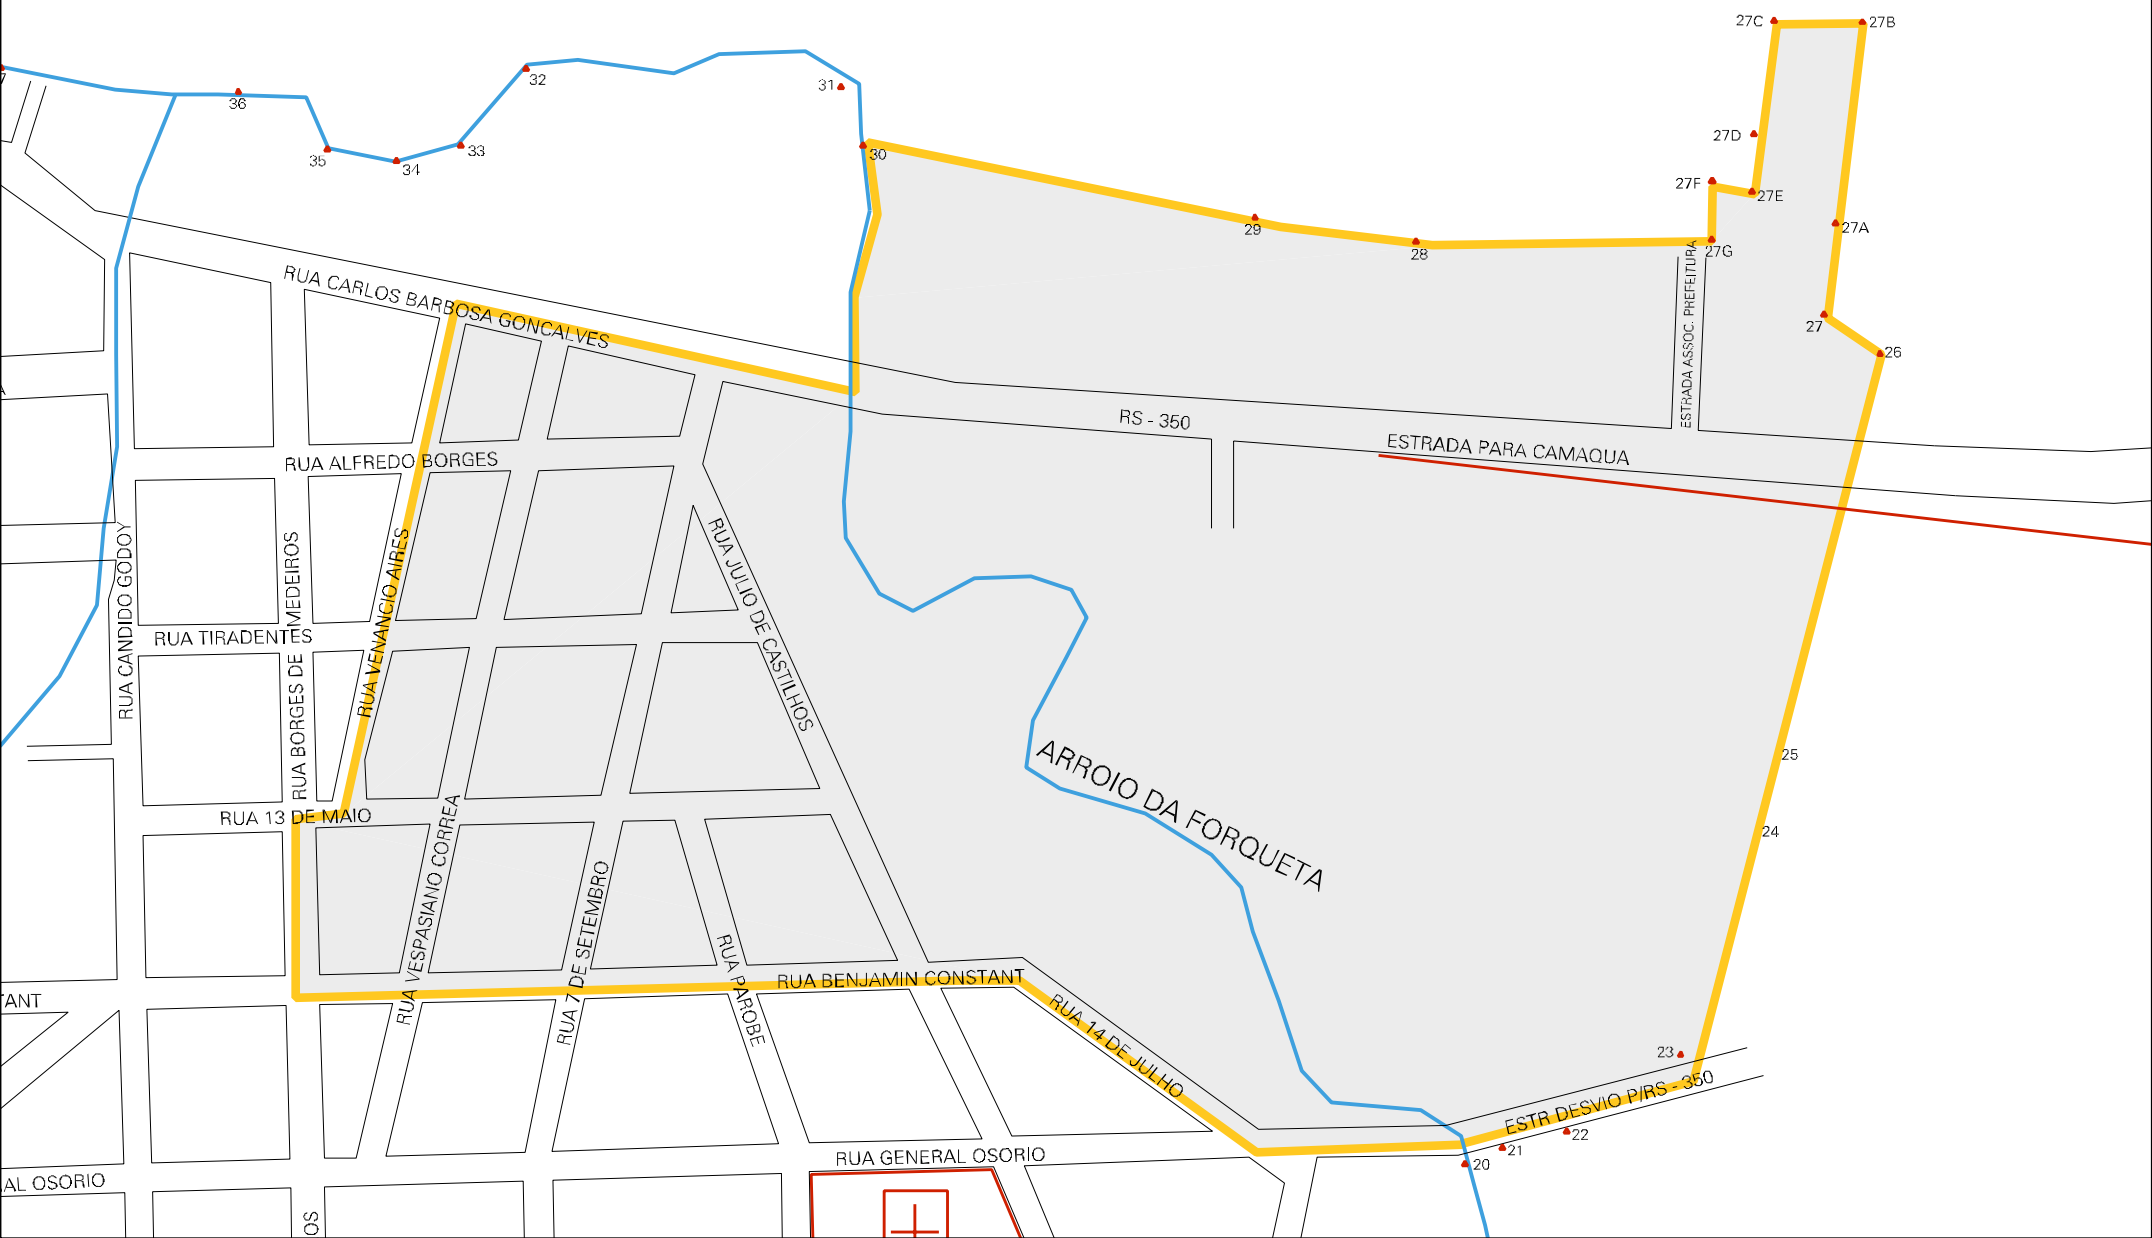 27C
27B
7
36
32
31
35
34
33
30
27D
27F
27E
27A
29
28
27G
27
26
RUA CARLOS BARBOSA GONCALVES
ESTRADA ASSOC. PREFEITURA
RS - 350
ESTRADA PARA CAMAQUA
A
RUA ALFREDO BORGES
RUA CANDIDO GODOY
RUA BORGES DE MEDEIROS
RUA VENANCIO AIRES
RUA JULIO DE CASTILHOS
RUA TIRADENTES
ARROIO DA FORQUETA
25
24
RUA 13 DE MAIO
RUA VESPASIANO CORREA
RUA 7 DE SETEMBRO
RUA PAROBE
RUA BENJAMIN CONSTANT
TANT
RUA 14 DE JULHO
23
ESTR DESVIO P/RS - 350
22
21
20
RUA GENERAL OSORIO
AL OSORIO
OS